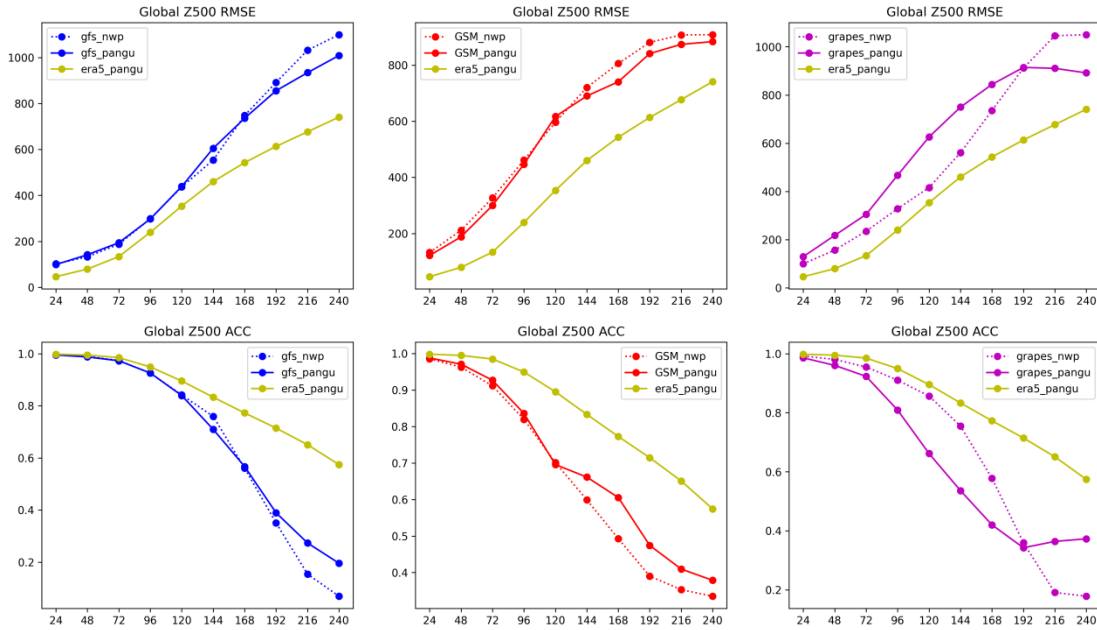 Global Z500 RMSE
gfs_nwp
gfs_pangu
era5_pangu
1000
800
600
400
200
0
24 48 72 96 120 144 168 192 216 240
Global Z500 RMSE
GSM_nwp
GSM_pangu
era5_pangu
800
600
400
200
24 48 72 96 120 144 168 192 216 240
Global Z500 RMSE
grapes_nwp
grapes_pangu
era5_pangu
1000
800
600
400
200
0
24 48 72 96 120 144 168 192 216 240
Global Z500 ACC
gfs_nwp
gfs_pangu
era5_pangu
1.0
0.8
0.6
0.4
0.2
24 48 72 96 120 144 168 192 216 240
Global Z500 ACC
GSM_nwp
GSM_pangu
era5_pangu
1.0
0.9
0.8
0.7
0.6
0.5
0.4
24 48 72 96 120 144 168 192 216 240
Global Z500 ACC
grapes_nwp
grapes_pangu
era5_pangu
1.0
0.8
0.6
0.4
0.2
24 48 72 96 120 144 168 192 216 240